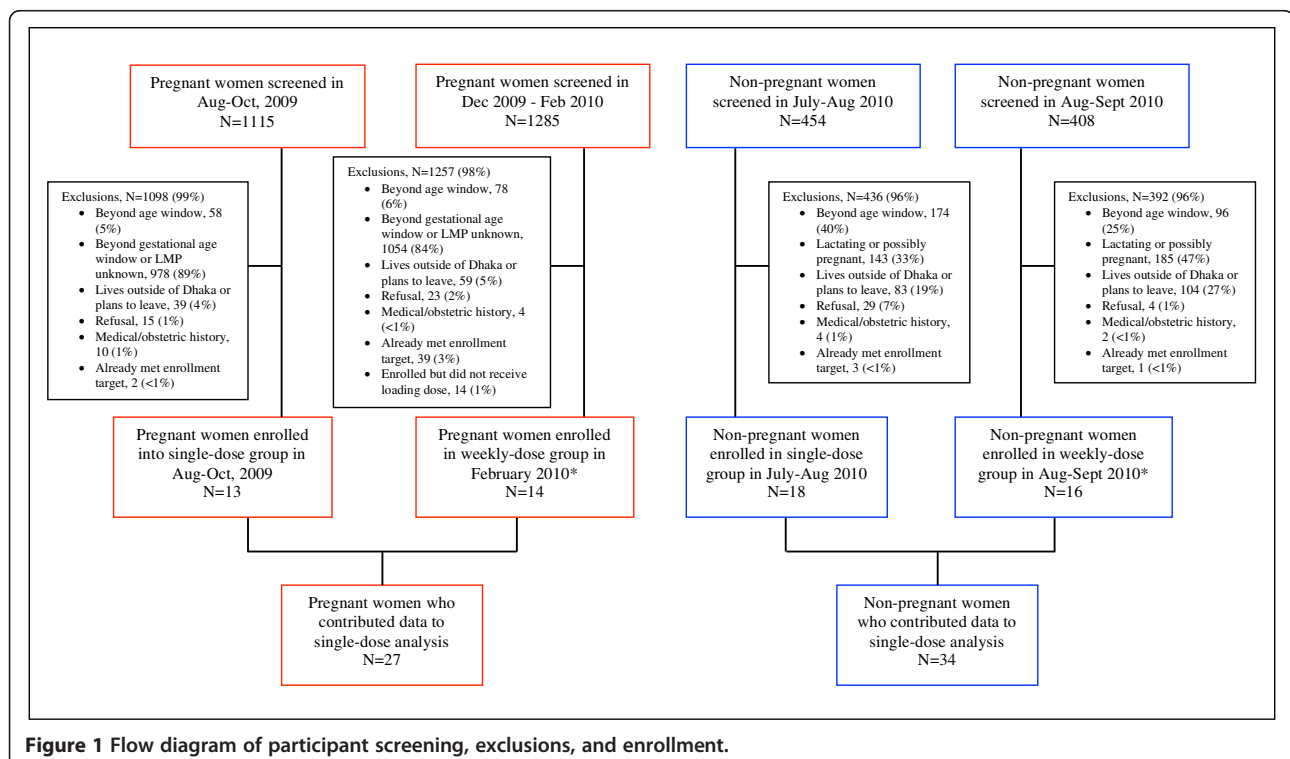 Pregnant women screened in
Aug-Oct, 2009
N=1115
Pregnant women screened in
Dec 2009 - Feb 2010
N=1285
Non-pregnant women
screened in July-Aug 2010
N=454
Non-pregnant women
screened in Aug-Sept 2010
N=408
Exclusions, N=1098 (99%)
• Beyond age window, 58
(5%)
• Beyond gestational age
window or LMP
unknown, 978 (89%)
• Lives outside of Dhaka or
plans to leave, 39 (4%)
• Refusal, 15 (1%)
• Medical/obstetric history,
10 (1%)
• Already met enrollment
target, 2 (<1%)
Exclusions, N=1257 (98%)
• Beyond age window, 78
(6%)
• Beyond gestational age
window or LMP unknown,
1054 (84%)
• Lives outside of Dhaka or
plans to leave, 59 (5%)
• Refusal, 23 (2%)
• Medical/obstetric history, 4
(<1%)
• Already met enrollment
target, 39 (3%)
• Enrolled but did not receive
loading dose, 14 (1%)
Exclusions, N=436 (96%)
• Beyond age window, 174
(40%)
• Lactating or possibly
pregnant, 143 (33%)
• Lives outside of Dhaka or
plans to leave, 83 (19%)
• Refusal, 29 (7%)
• Medical/obstetric history,
4 (1%)
• Already met enrollment
target, 3 (<1%)
Exclusions, N=392 (96%)
• Beyond age window, 96
(25%)
• Lactating or possibly
pregnant, 185 (47%)
• Lives outside of Dhaka or
plans to leave, 104 (27%)
• Refusal, 4 (1%)
• Medical/obstetric history,
2 (<1%)
• Already met enrollment
target, 1 (<1%)
Pregnant women enrolled
into single-dose group in
Aug-Oct, 2009
N=13
Pregnant women enrolled
in weekly-dose group in
February 2010*
N=14
Non-pregnant women
enrolled in single-dose
group in July-Aug 2010
N=18
Non-pregnant women
enrolled in weekly-dose
group in Aug-Sept 2010*
N=16
Pregnant women who
contributed data to
single-dose analysis
N=27
Non-pregnant women
who contributed data to
single-dose analysis
N=34
Figure 1 Flow diagram of participant screening, exclusions, and enrollment.